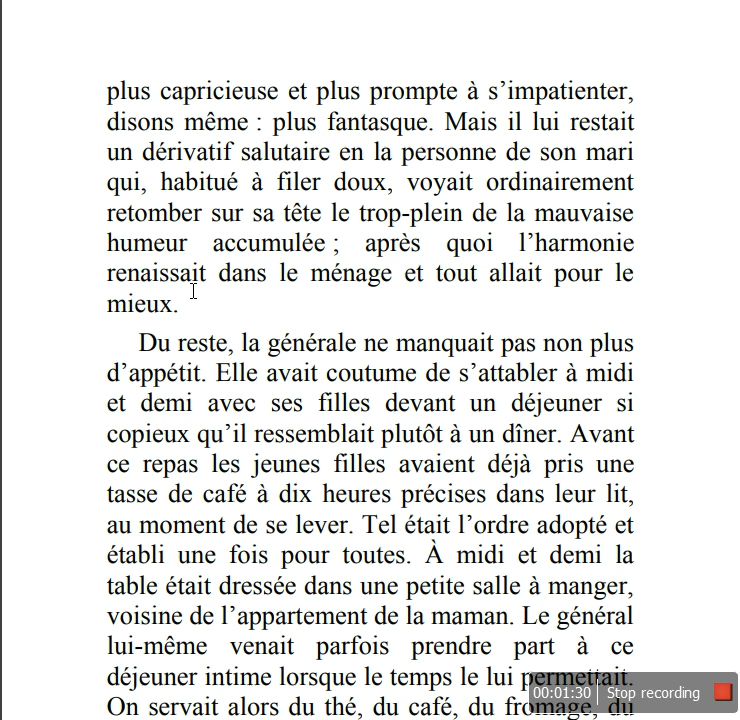 plus capricieuse et plus prompte à s’impatienter,
disons même : plus fantasque. Mais il lui restait
un dérivatif salutaire en la personne de son mari
qui, habitué à filer doux, voyait ordinairement
retomber sur sa tête le trop-plein de la mauvaise
humeur accumulée ; après quoi l’harmonie
renaissait dans le ménage et tout allait pour le
mieux.
Du reste, la générale ne manquait pas non plus
d’appétit. Elle avait coutume de s’attabler à midi
et demi avec ses filles devant un déjeuner si
copieux qu’il ressemblait plutôt à un dîner. Avant
ce repas les jeunes filles avaient déjà pris une
tasse de café à dix heures précises dans leur lit,
au moment de se lever. Tel était l’ordre adopté et
établi une fois pour toutes. À midi et demi la
table était dressée dans une petite salle à manger,
voisine de l’appartement de la maman. Le général
lui-même venait parfois prendre part à ce
déjeuner intime lorsque le temps le lui permettait.
On servait alors du thé, du café, du fromage, du
00:01:30 Stop recording